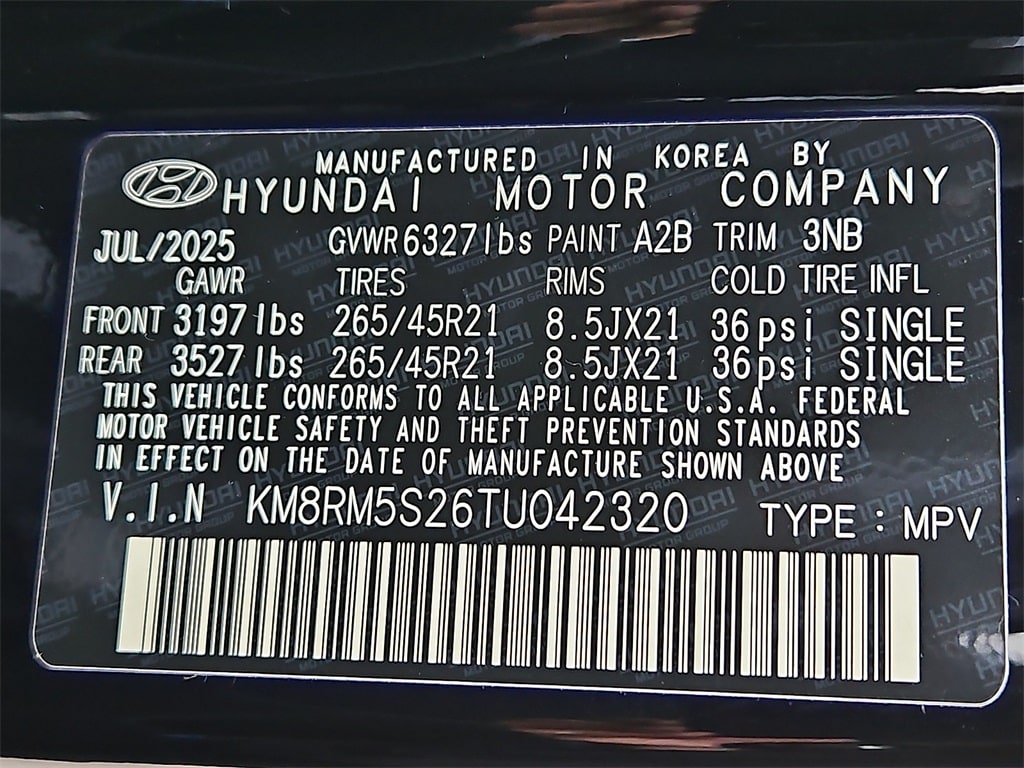 MANUFACTURED IN KOREA BY
HYUNDAI MOTOR COMPANY
JUL/2025 GVWR 6327lbs PAINT A2B TRIM 3NB
GAWR TIRES RIMS COLD TIRE INFL
FRONT 3197lbs 265/45R21 8.5JX21 36psi SINGLE
REAR 3527lbs 265/45R21 8.5JX21 36psi SINGLE
THIS VEHICLE CONFORMS TO ALL APPLICABLE U.S.A. FEDERAL
MOTOR VEHICLE SAFETY AND THEFT PREVENTION STANDARDS
IN EFFECT ON THE DATE OF MANUFACTURE SHOWN ABOVE
V.I.N KM8RM5S26TU042320 TYPE : MPV